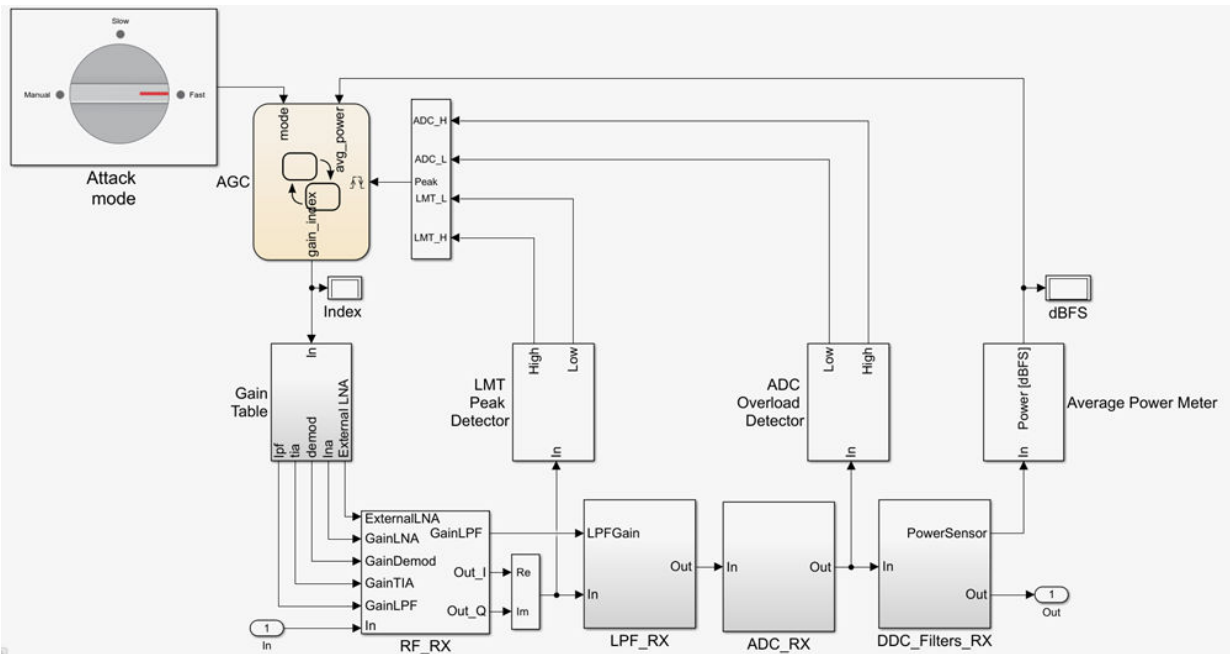 Slow
Manual
Fast
Attack
mode
AGC
mode
avg_power
gain_index
ADC_H
ADC_L
Peak
LMT_L
LMT_H
Index
dBFS
Gain
Table
In
lpf
tia
demod
lna
External LNA
LMT
Peak
Detector
High
Low
In
ADC
Overload
Detector
Low
High
In
Power [dBFS]
In
Average Power Meter
ExternalLNA
GainLNA
GainDemod
GainTIA
GainLPF
In
GainLPF
Out_I
Out_Q
RF_RX
Re
Im
LPFGain
In
Out
LPF_RX
In
Out
ADC_RX
In
PowerSensor
Out
DDC_Filters_RX
1
In
1
Out